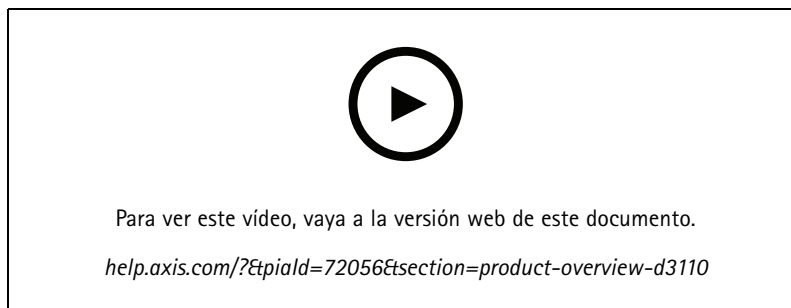 Para ver este vídeo, vaya a la versión web de este documento.
help.axis.com/?&piaId=72056&section=product-overview-d3110